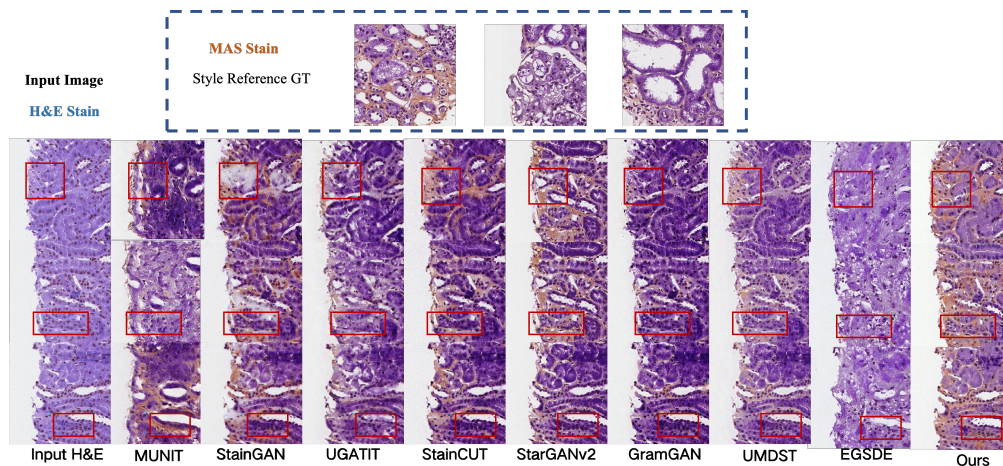 MAS Stain
Style Reference GT
Input Image
H&E Stain
Input H&E
MUNIT
StainGAN
UGATIT
StainCUT
StarGANv2
GramGAN
UMDST
EGSDE
Ours